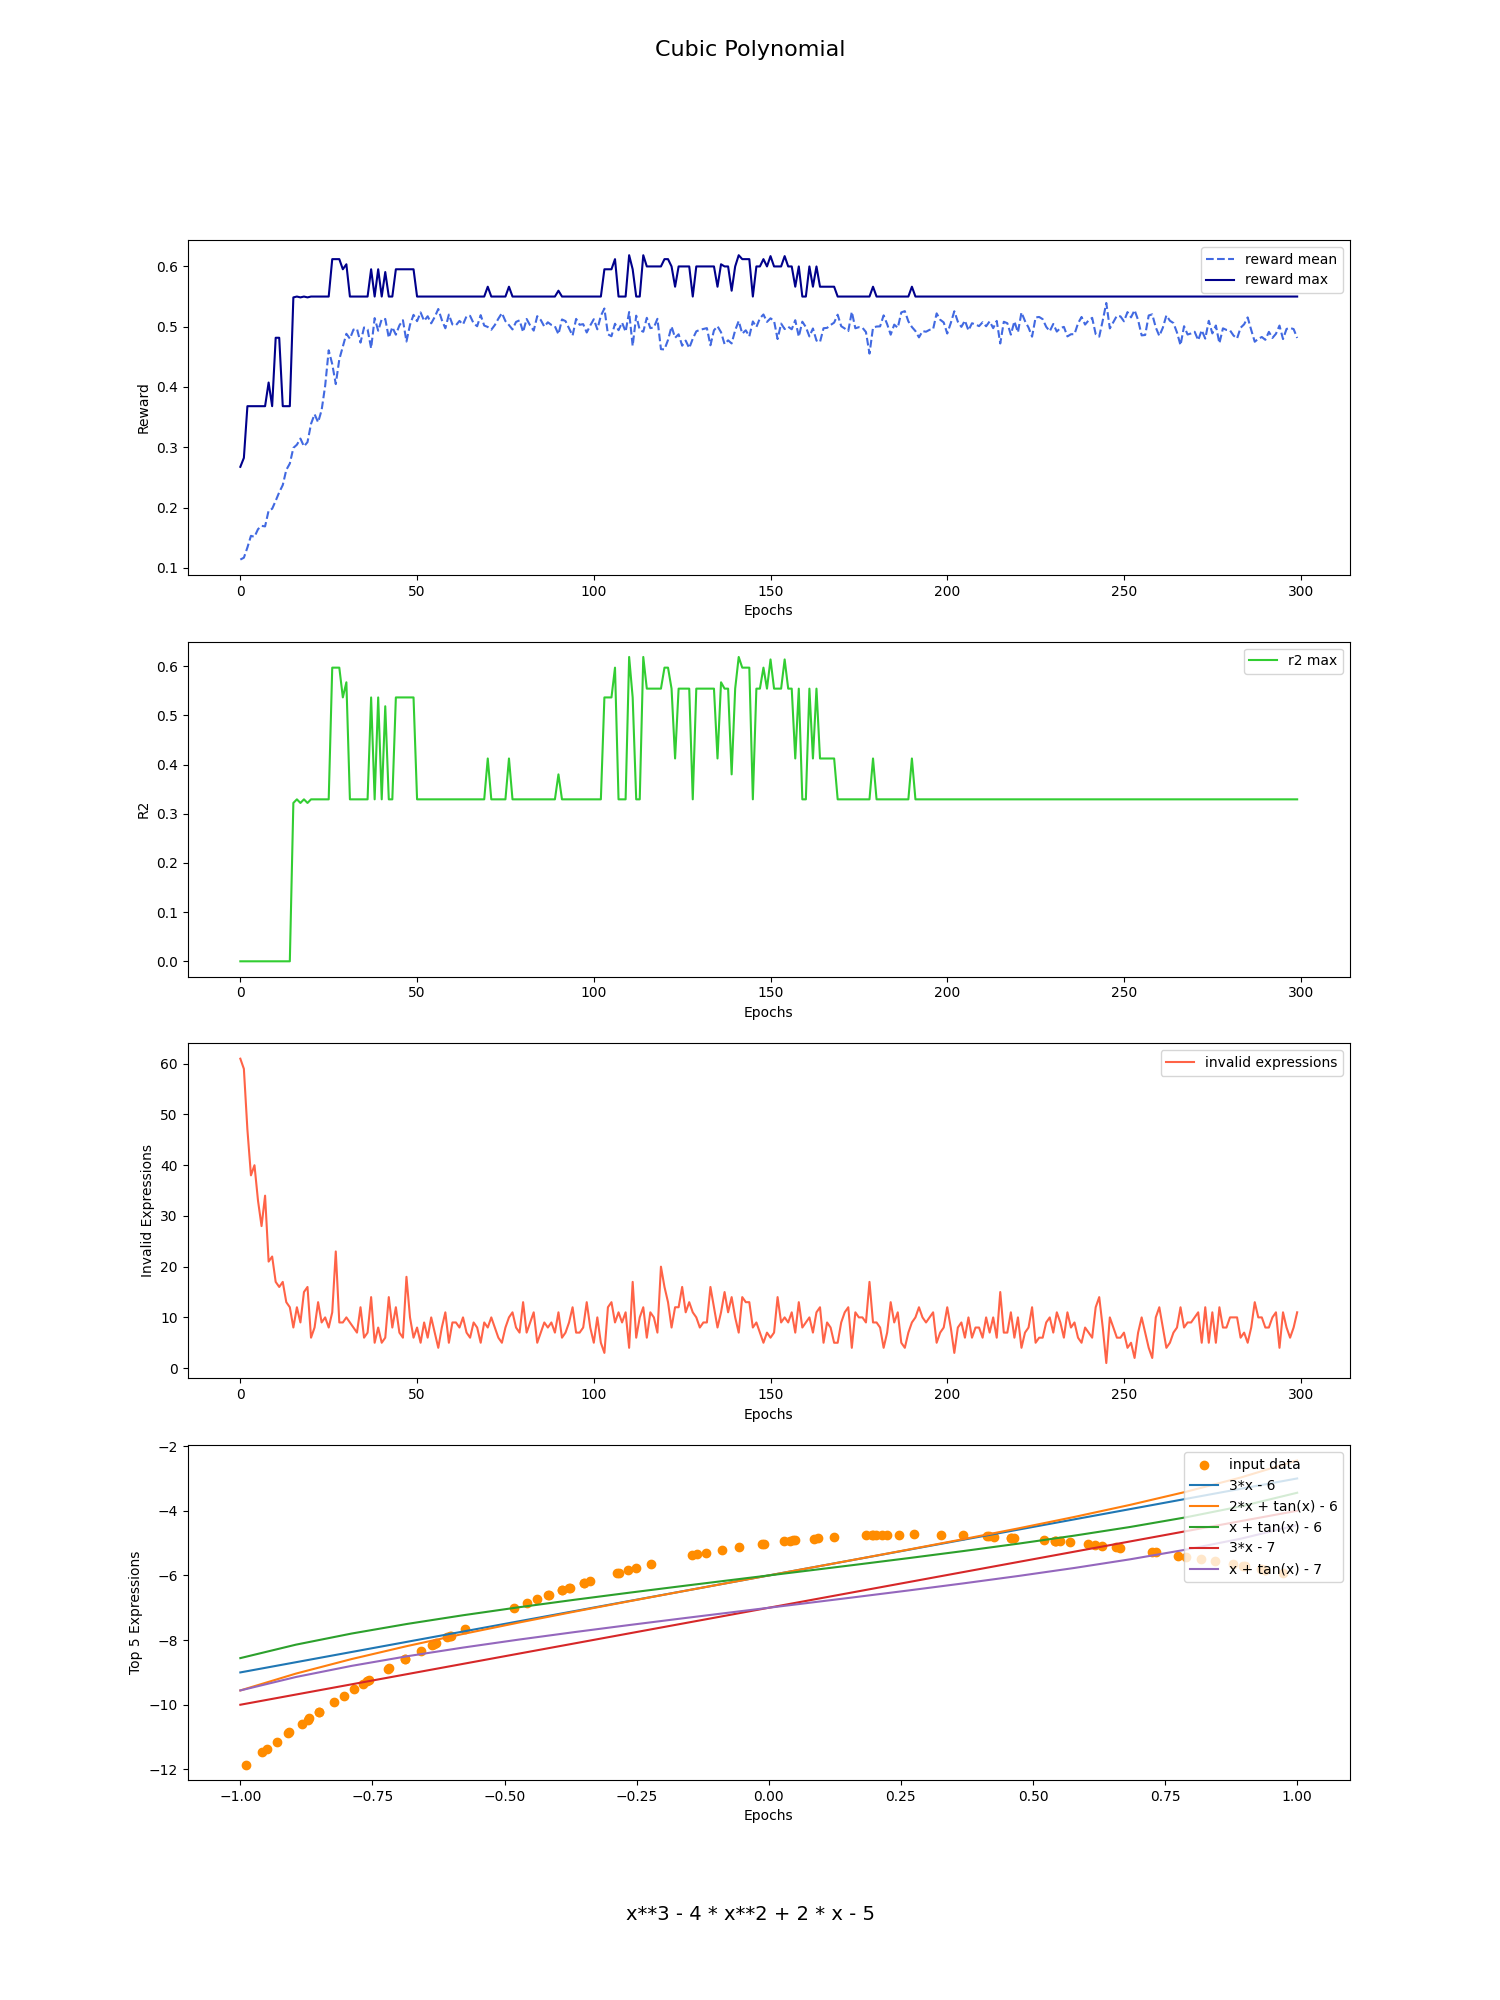 Cubic Polynomial
reward mean
reward max
0.6
0.5
0.4
0.3
0.2
0.1
Reward
0 50 100 150 200 250 300
Epochs
r2 max
0.6
0.5
0.4
0.3
0.2
0.1
0.0
R2
0 50 100 150 200 250 300
Epochs
invalid expressions
60
50
40
30
20
10
0
Invalid Expressions
0 50 100 150 200 250 300
Epochs
input data
3*x - 6
2*x + tan(x) - 6
x + tan(x) - 6
3*x - 7
x + tan(x) - 7
−2
−4
−6
−8
−10
−12
Top 5 Expressions
−1.00 −0.75 −0.50 −0.25 0.00 0.25 0.50 0.75 1.00
Epochs
x**3 - 4 * x**2 + 2 * x - 5